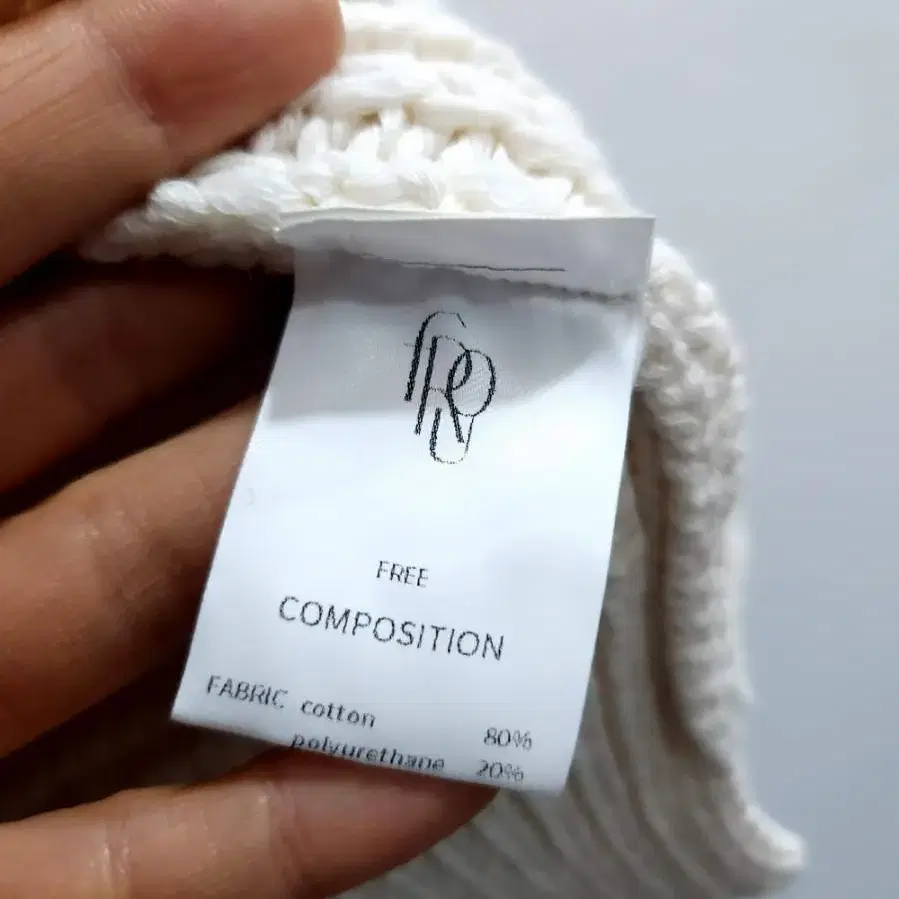 FREE
COMPOSITION
FABRIC cotton 80%
polyurethane 20%